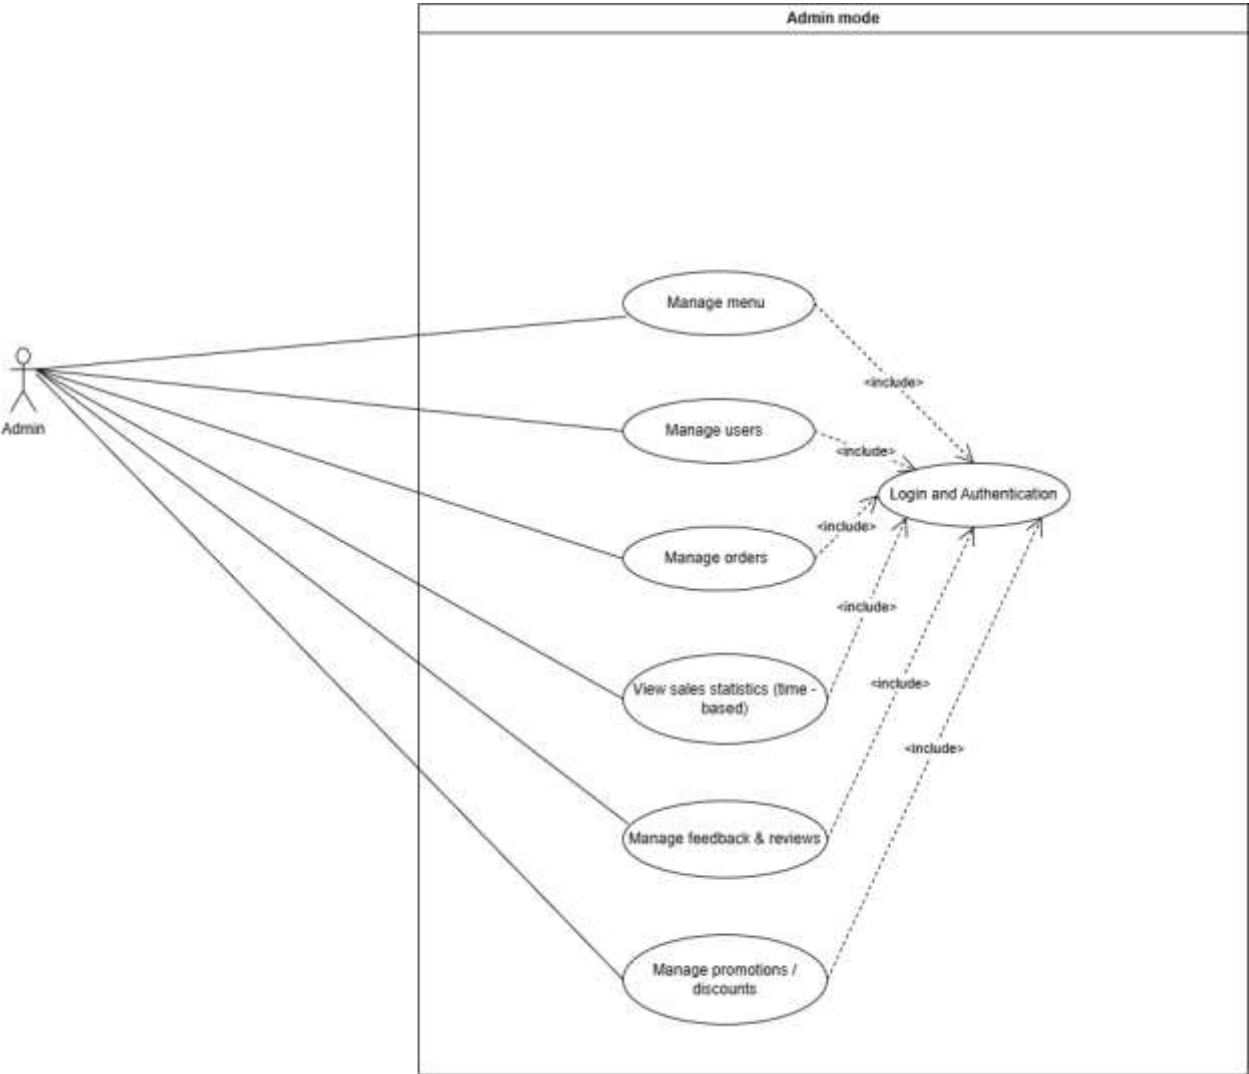 Admin mode
Manage menu
<include>
Admin
Manage users
<include>
Login and Authentication
<include>
Manage orders
<include>
View sales statistics (time -
based)
<include>
<include>
Manage feedback & reviews
Manage promotions /
discounts